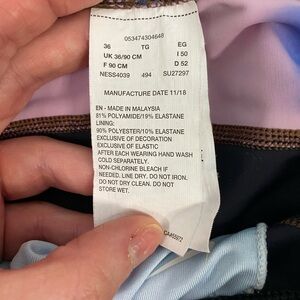 053474304648
36 TG EG
UK 36/90 CM I 50
F 90 CM D 52
NESS4039 494 SU27297
MANUFACTURE DATE 11/18
EN - MADE IN MALAYSIA
81% POLYAMIDE/19% ELASTANE
LINING:
90% POLYESTER/10% ELASTANE
EXCLUSIVE OF DECORATION
EXCLUSIVE OF ELASTIC
AFTER EACH WEARING HAND WASH
COLD SEPARATELY.
NON-CHLORINE BLEACH IF
NEEDED. LINE DRY. DO NOT IRON.
DO NOT DRY CLEAN. DO NOT
STORE WET.